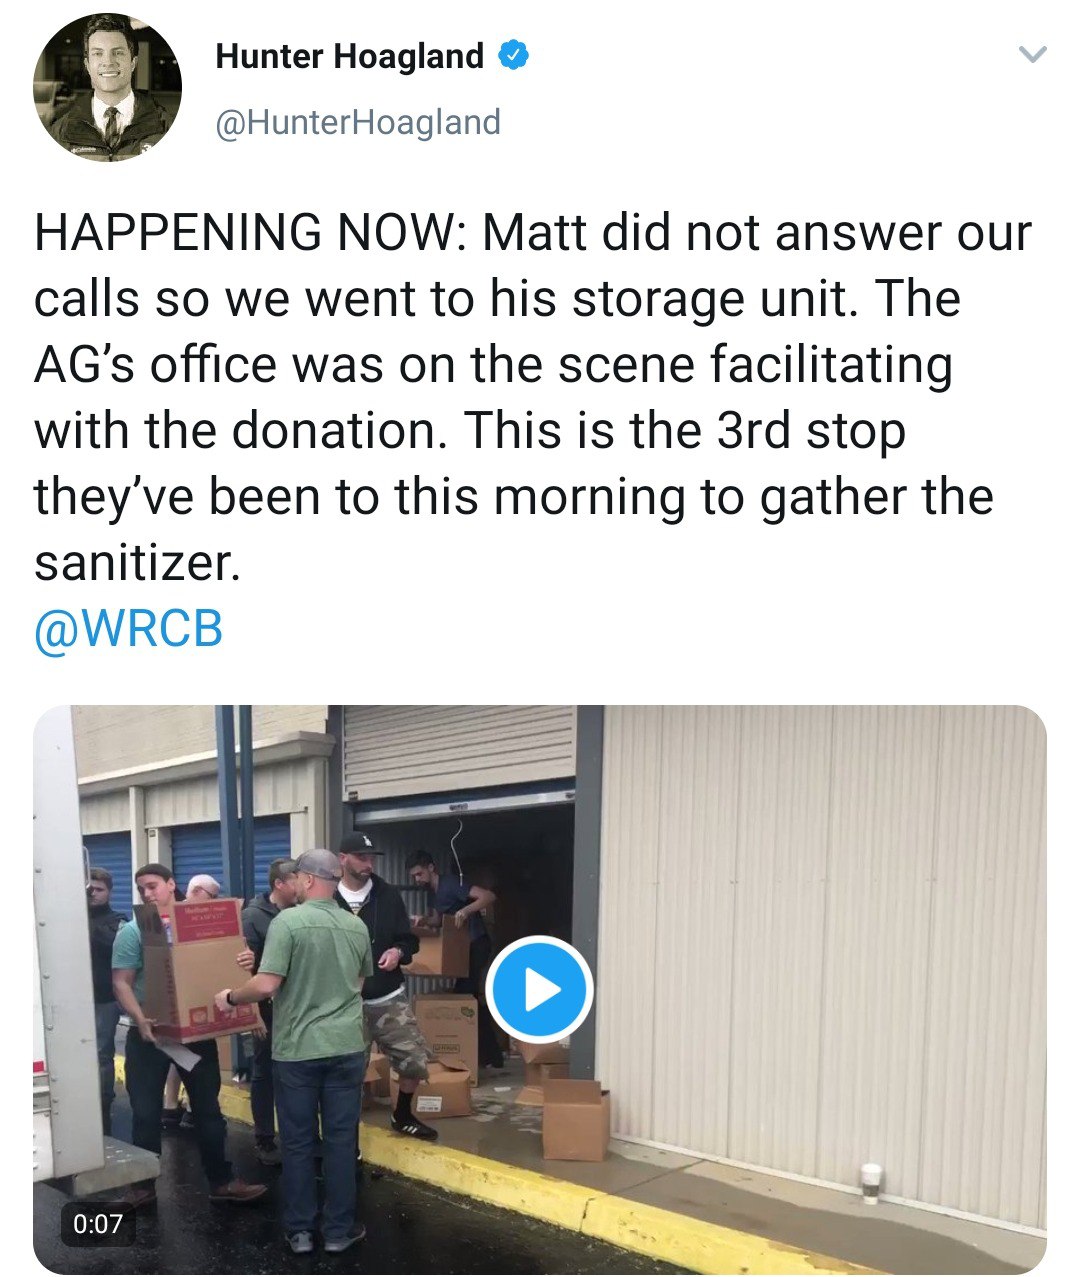 Hunter Hoagland
@HunterHoagland
HAPPENING NOW: Matt did not answer our
calls so we went to his storage unit. The
AG’s office was on the scene facilitating
with the donation. This is the 3rd stop
they’ve been to this morning to gather the
sanitizer.
@WRCB
0:07